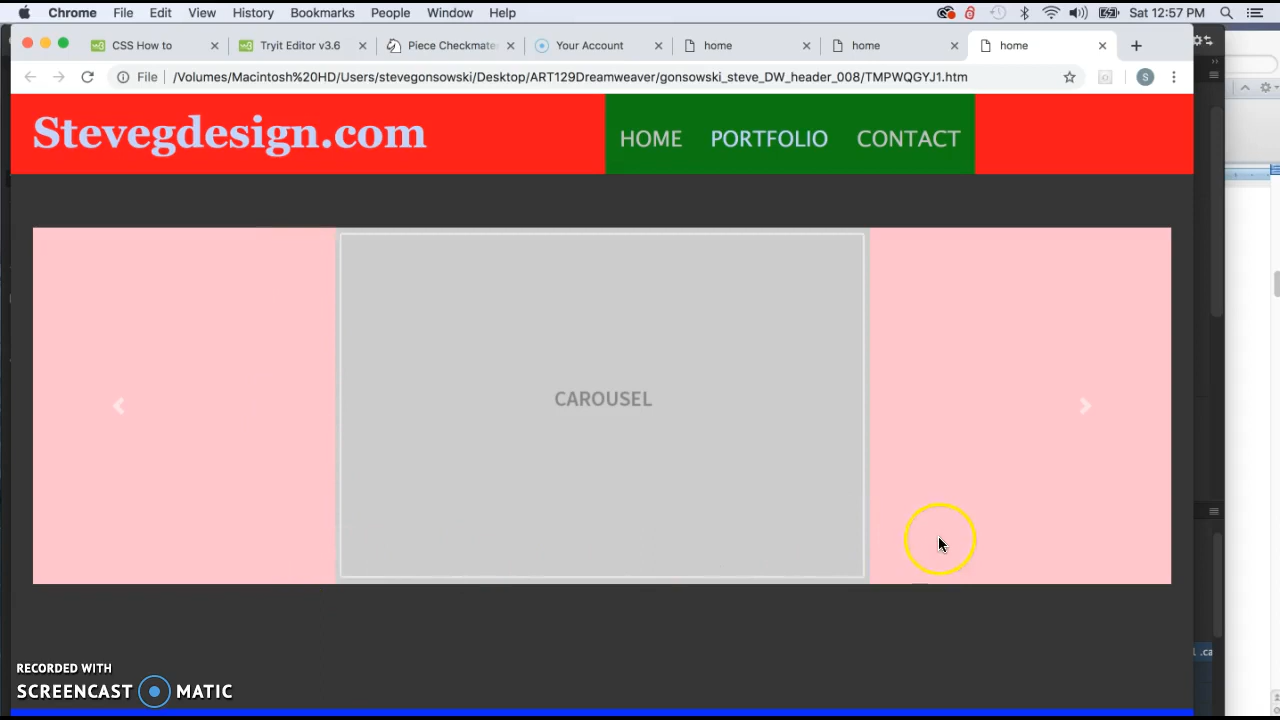 Chrome File Edit View History Bookmarks People Window Help Sat 12:57 PM
CSS How to Tryit Editor v3.6 Piece Checkmate Your Account home home home
File /Volumes/Macintosh%20HD/Users/stevegonsowski/Desktop/ART129Dreamweaver/gonsowski_steve_DW_header_008/TMPWQGYJ1.htm S
Stevegdesign.com HOME PORTFOLIO CONTACT
CAROUSEL
l .ca
RECORDED WITH
SCREENCAST MATIC